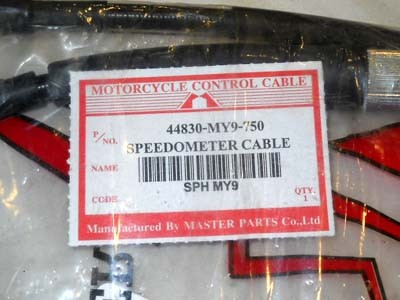 MOTORCYCLE CONTROL CABLE
P/NO. 44830-MY9-750
SPEEDOMETER CABLE
NAME
SPH MY9
CODE QTY.
1
Manufactured By MASTER PARTS Co.,Ltd